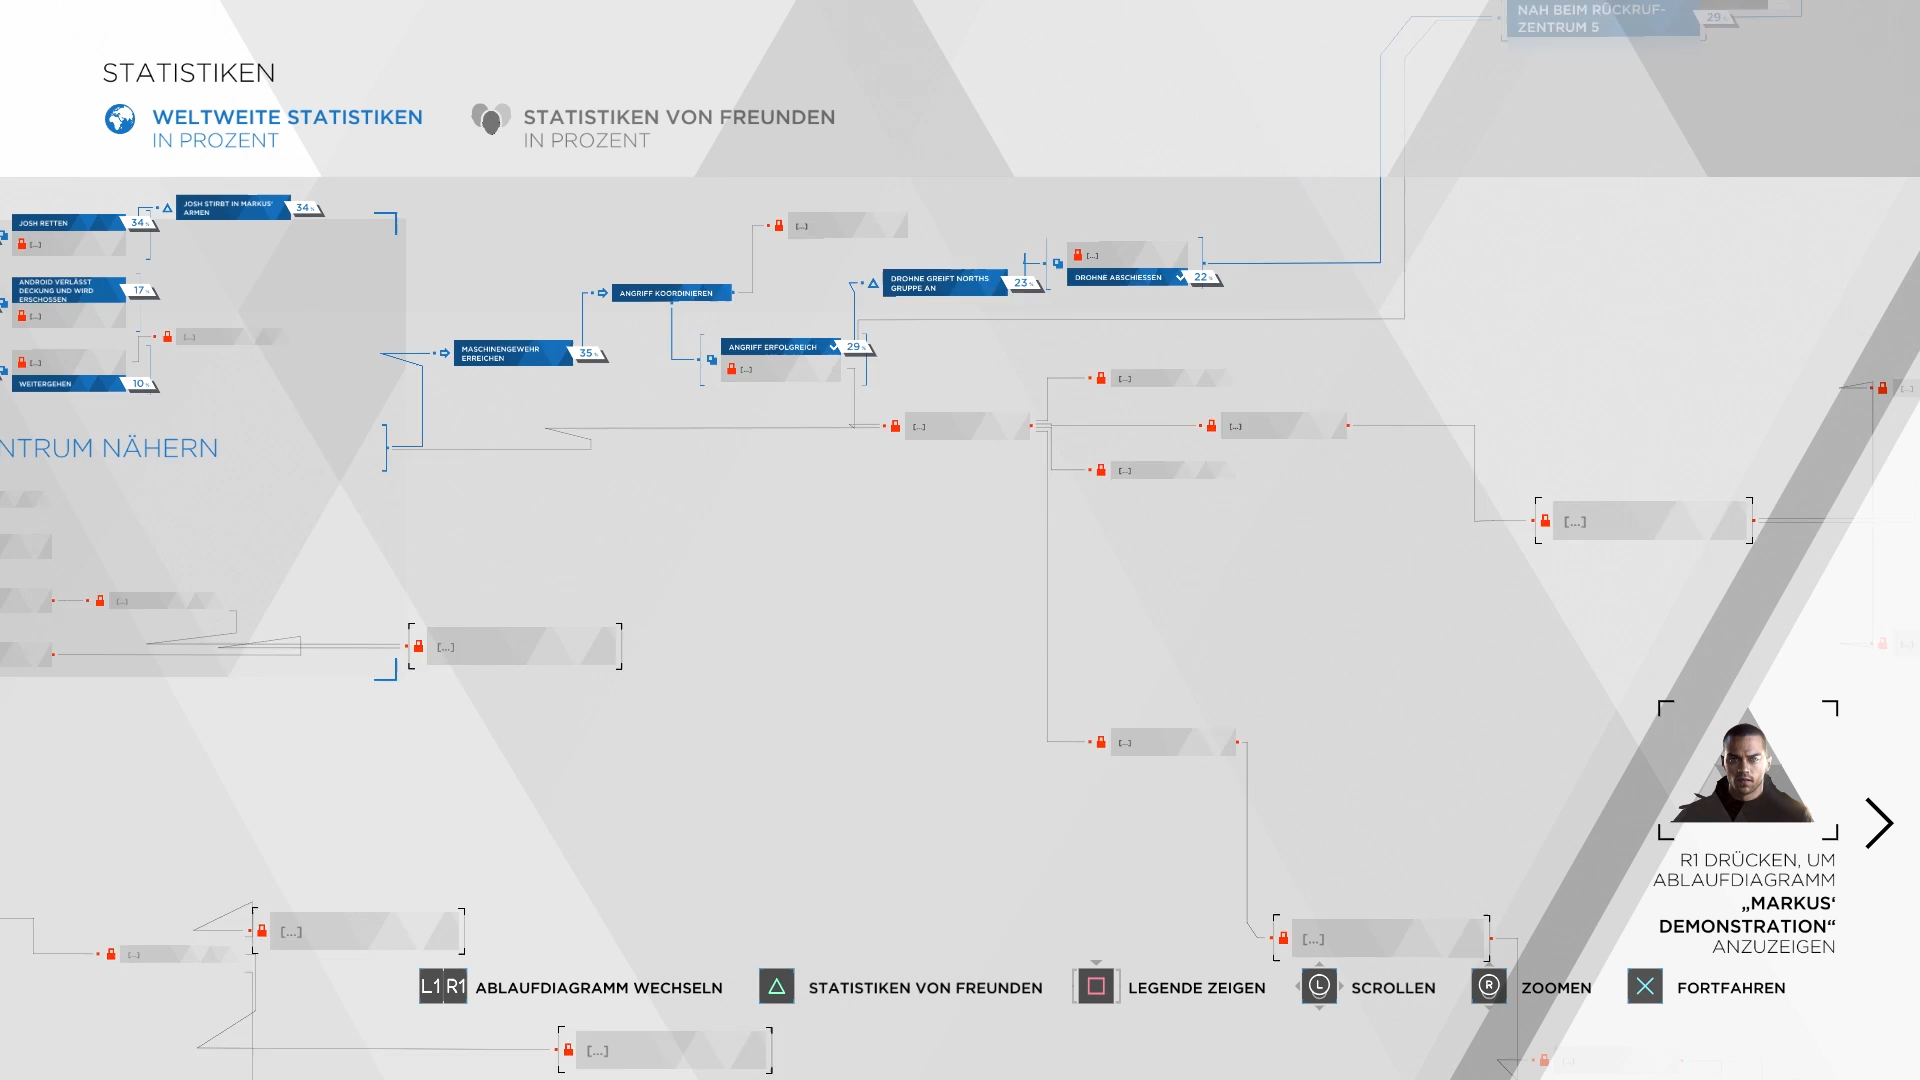 NAH BEIM RÜCKRUF-
ZENTRUM 5
29%
STATISTIKEN
WELTWEITE STATISTIKEN
IN PROZENT
STATISTIKEN VON FREUNDEN
IN PROZENT
JOSH STIRBT IN MARKUS'
ARMEN
34%
JOSH RETTEN
34%
[...]
[...]
[...]
DROHNE GREIFT NORTHS
GRUPPE AN
23%
DROHNE ABSCHIESSEN
22%
ANDROID VERLÄSST
DECKUNG UND WIRD
ERSCHOSSEN
17%
[...]
ANGRIFF KOORDINIEREN
[...]
MASCHINENGEWEHR
ERREICHEN
35%
ANGRIFF ERFOLGREICH
29%
[...]
[...]
WEITERGEHEN
10%
[...]
[...]
[...]
[...]
[...]
NTRUM NÄHERN
[...]
[...]
[...]
[...]
[...]
[...]
R1 DRÜCKEN, UM
ABLAUFDIAGRAMM
„MARKUS‘
DEMONSTRATION“
ANZUZEIGEN
[...]
[...]
[...]
L1 R1 ABLAUFDIAGRAMM WECHSELN
STATISTIKEN VON FREUNDEN
LEGENDE ZEIGEN
L SCROLLEN
R ZOOMEN
FORTFAHREN
[...]
[...]